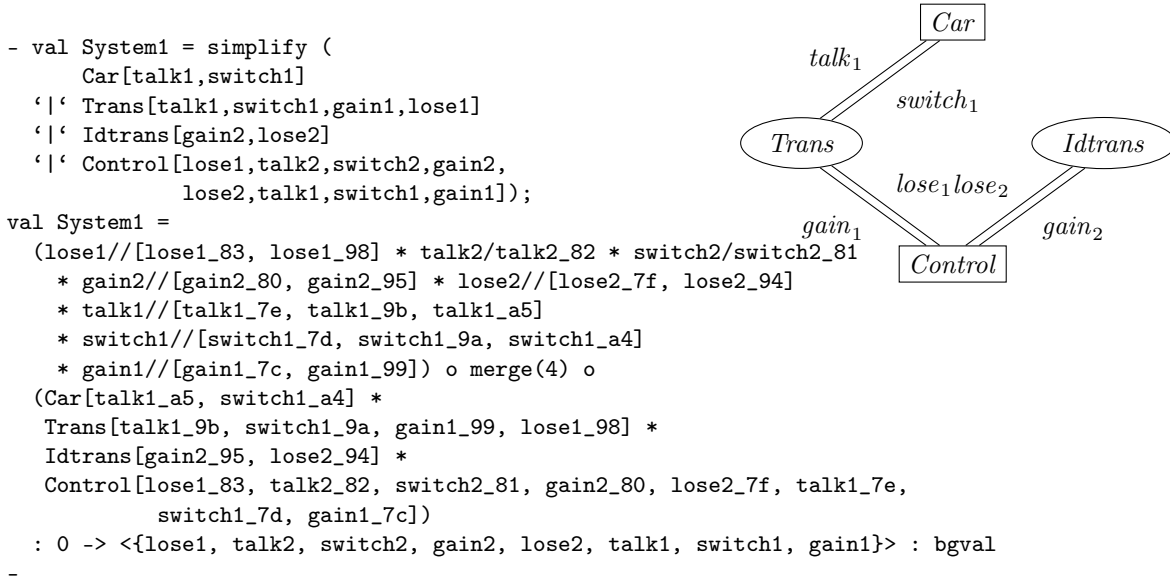 - val System1 = simplify (
Car[talk1,switch1]
‘|‘ Trans[talk1,switch1,gain1,lose1]
‘|‘ Idtrans[gain2,lose2]
‘|‘ Control[lose1,talk2,switch2,gain2,
lose2,talk1,switch1,gain1]);
val System1 =
(lose1//[lose1_83, lose1_98] * talk2/talk2_82 * switch2/switch2_81
* gain2//[gain2_80, gain2_95] * lose2//[lose2_7f, lose2_94]
* talk1//[talk1_7e, talk1_9b, talk1_a5]
* switch1//[switch1_7d, switch1_9a, switch1_a4]
* gain1//[gain1_7c, gain1_99]) o merge(4) o
(Car[talk1_a5, switch1_a4] *
Trans[talk1_9b, switch1_9a, gain1_99, lose1_98] *
Idtrans[gain2_95, lose2_94] *
Control[lose1_83, talk2_82, switch2_81, gain2_80, lose2_7f, talk1_7e,
switch1_7d, gain1_7c])
: 0 -> <{lose1, talk2, switch2, gain2, lose2, talk1, switch1, gain1}> : bgval
-
Car
talk₁
switch₁
Trans
Idtrans
lose₁lose₂
gain₁
gain₂
Control